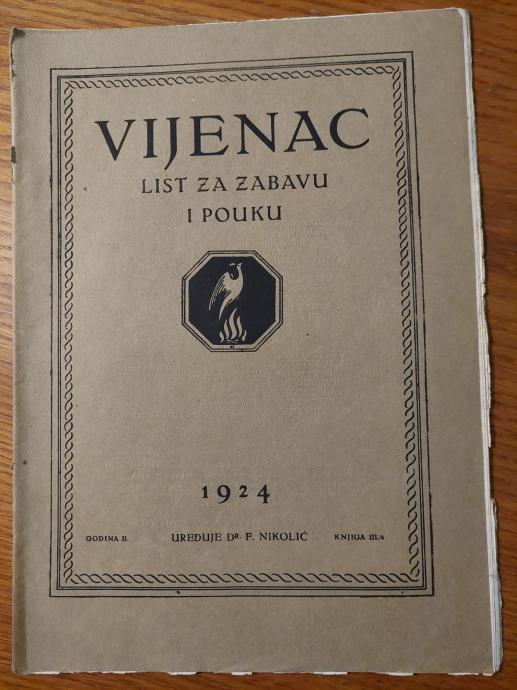 VIJENAC
LIST ZA ZABAVU
I POUKU
1924
GODINA II.
UREĐUJE DR. F. NIKOLIĆ
KNJIGA III./6